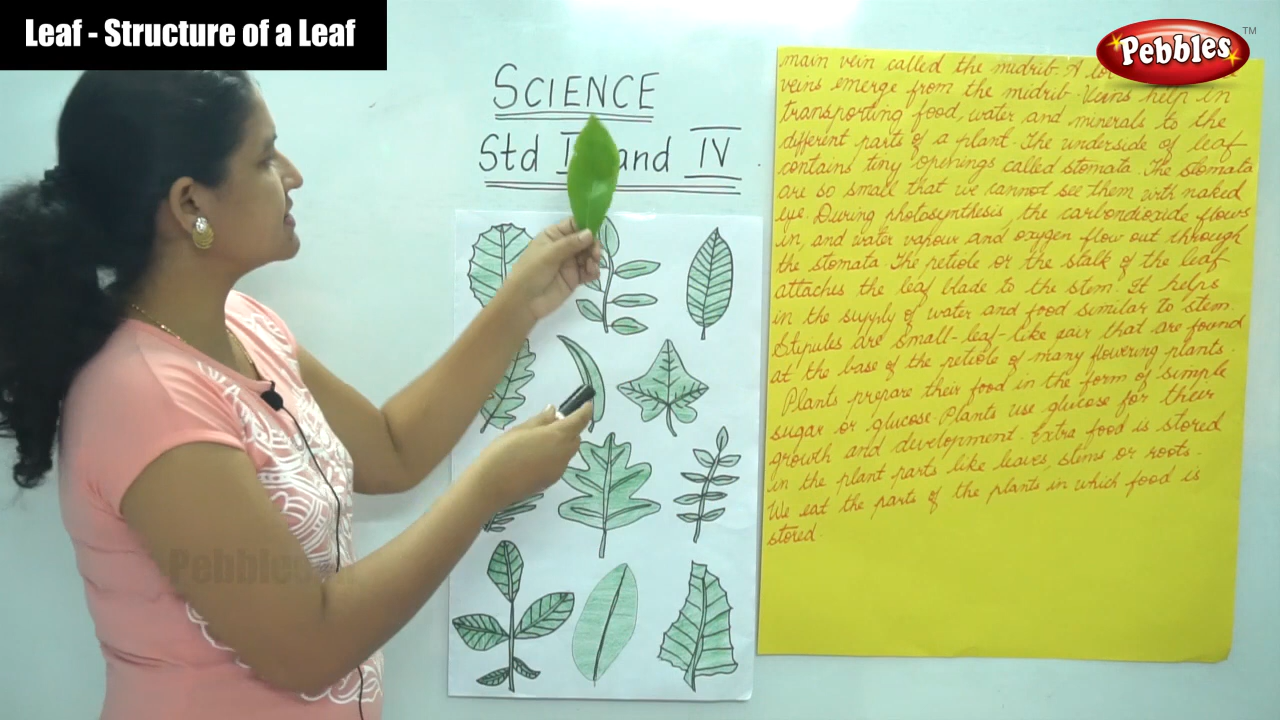 Leaf - Structure of a Leaf
Pebbles
TM
SCIENCE
Std and IV
main vein called the midrib. A
veins emerge from the midrib. Veins help in
transporting food, water and minerals to the
different parts of a plant. The underside of leaf
contains tiny openings called stomata. The stomata
are so small that we cannot see them with naked
eye. During photosynthesis, the carbondioxide flows
in, and water vapour and oxygen flow out through
the stomata. The petiole or the stalk of the leaf
attaches the leaf blade to the stem. It helps
in the supply of water and food similar to stem.
Stipules are small-leaf-like pair that are found
at the base of the petiole of many flowering plants.
Plants prepare their food in the form of simple
sugar or glucose. Plants use glucose for their
growth and development. Extra food is stored
in the plant parts like leaves, stems or roots.
We eat the parts of the plants in which food is
stored.